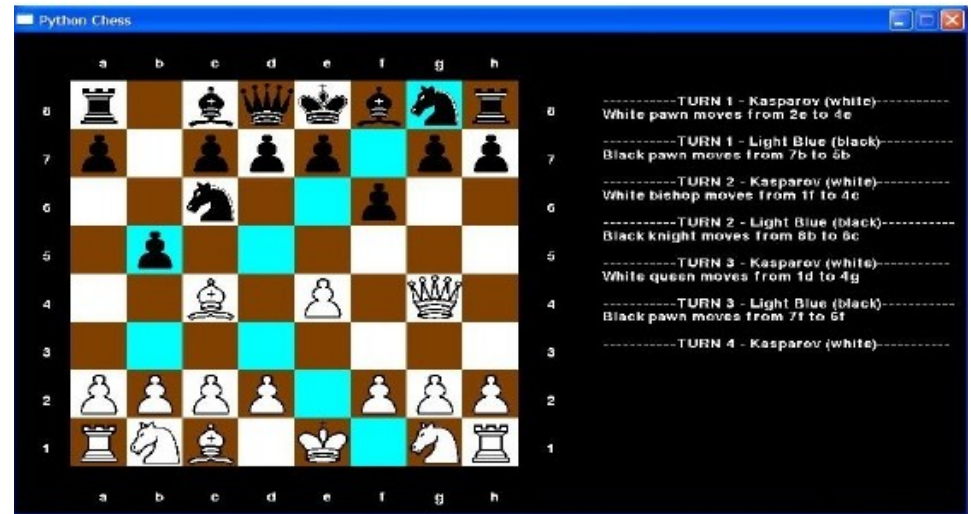 Python Chess
a b c d e f g h
8 8
7 7
6 6
5 5
4 4
3 3
2 2
1 1
a b c d e f g h
-----------TURN 1 - Kasparov (white)-----------
White pawn moves from 2e to 4e
-----------TURN 1 - Light Blue (black)-----------
Black pawn moves from 7b to 5b
-----------TURN 2 - Kasparov (white)-----------
White bishop moves from 1f to 4c
-----------TURN 2 - Light Blue (black)-----------
Black knight moves from 8b to 6c
-----------TURN 3 - Kasparov (white)-----------
White queen moves from 1d to 4g
-----------TURN 3 - Light Blue (black)-----------
Black pawn moves from 7f to 6f
-----------TURN 4 - Kasparov (white)-----------